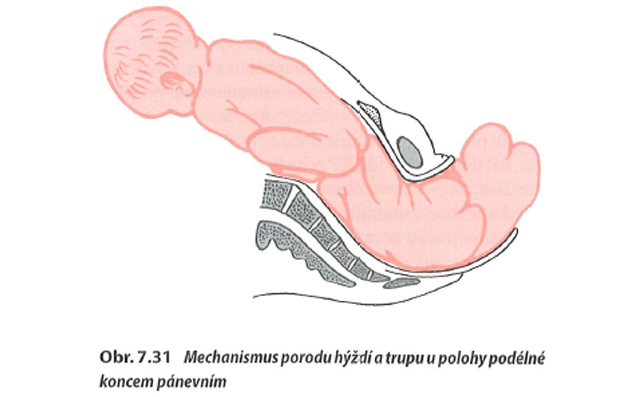 Obr. 7.31 Mechanismus porodu hýždí a trupu u polohy podélné
koncem pánevním